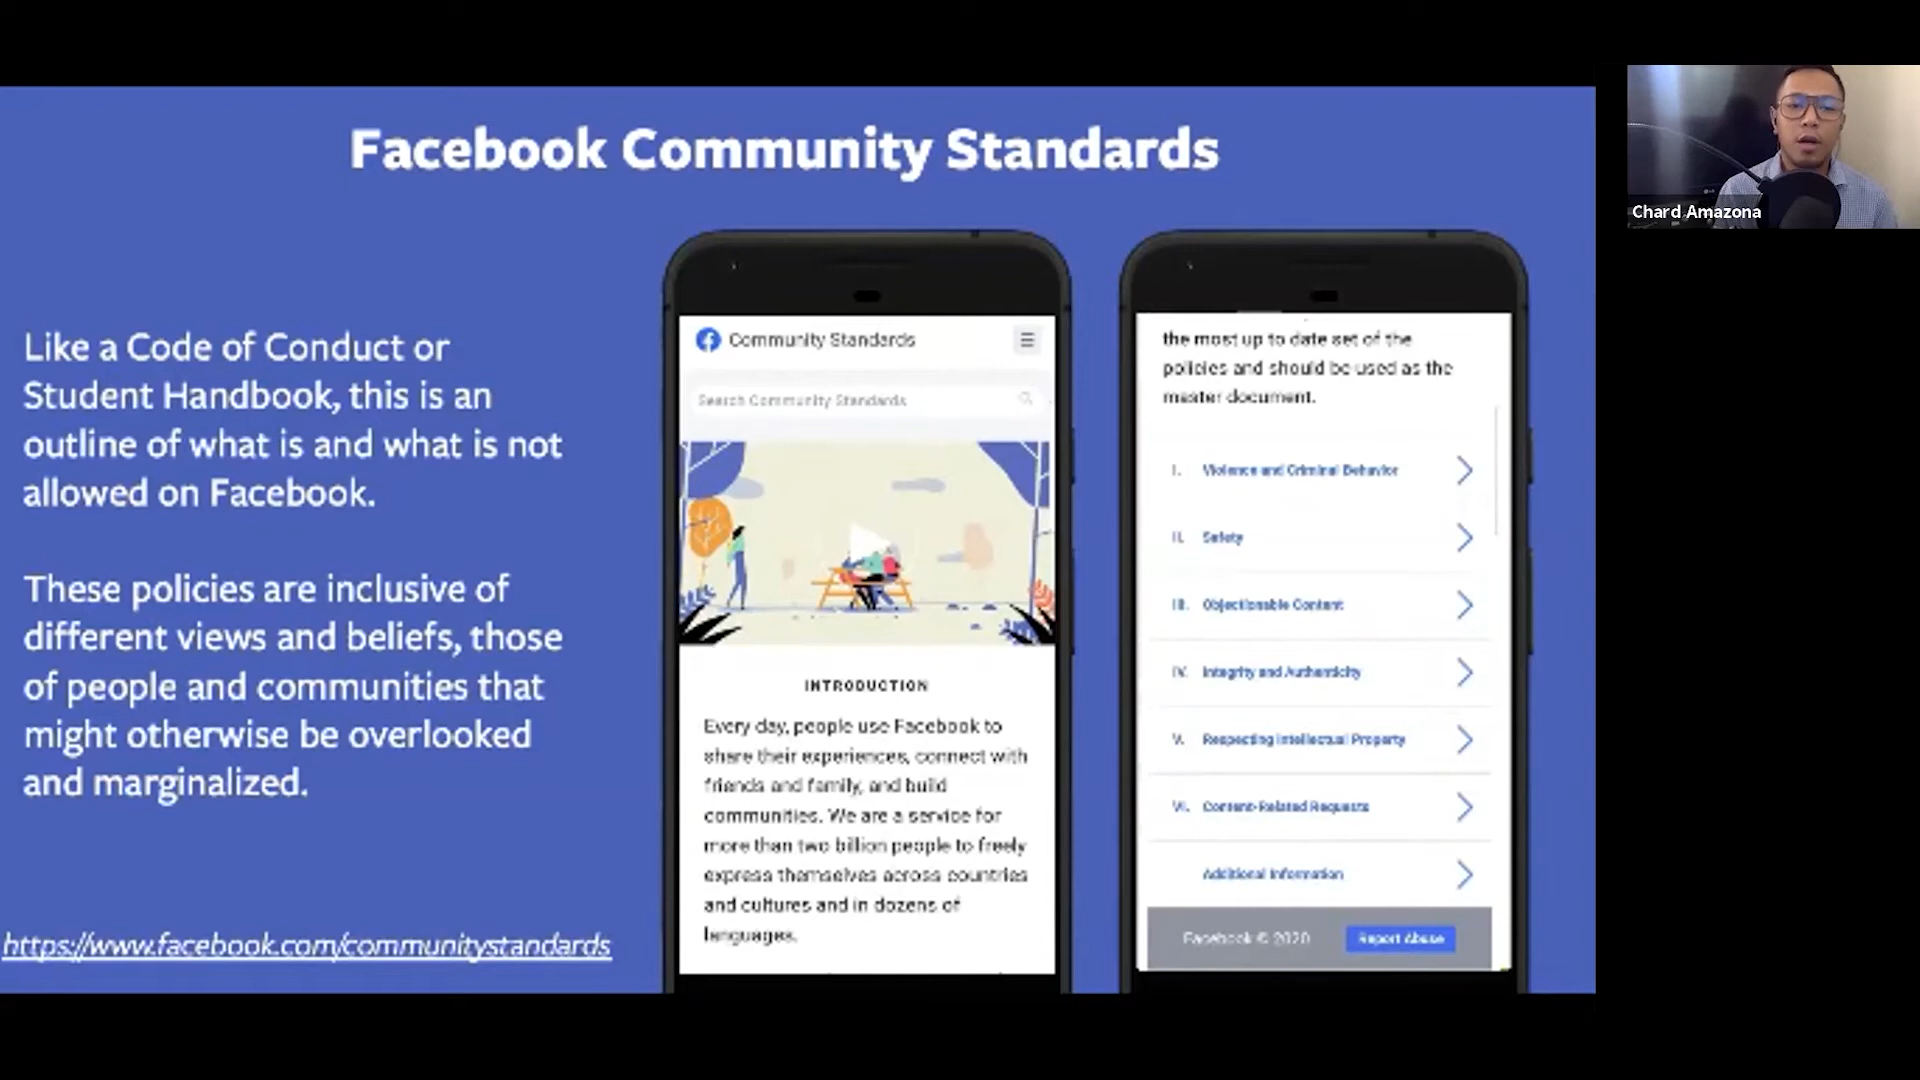 Facebook Community Standards
Like a Code of Conduct or
Student Handbook, this is an
outline of what is and what is not
allowed on Facebook.
These policies are inclusive of
different views and beliefs, those
of people and communities that
might otherwise be overlooked
and marginalized.
https://www.facebook.com/communitystandards
Community Standards
Search Community Standards
INTRODUCTION
Every day, people use Facebook to
share their experiences, connect with
friends and family, and build
communities. We are a service for
more than two billion people to freely
express themselves across countries
and cultures and in dozens of
languages.
the most up to date set of the
policies and should be used as the
master document.
I. Violence and Criminal Behavior
II. Safety
III. Objectionable Content
IV. Integrity and Authenticity
V. Respecting Intellectual Property
VI. Content-Related Requests
Additional Information
Facebook © 2020
Report Abuse
Chard Amazona